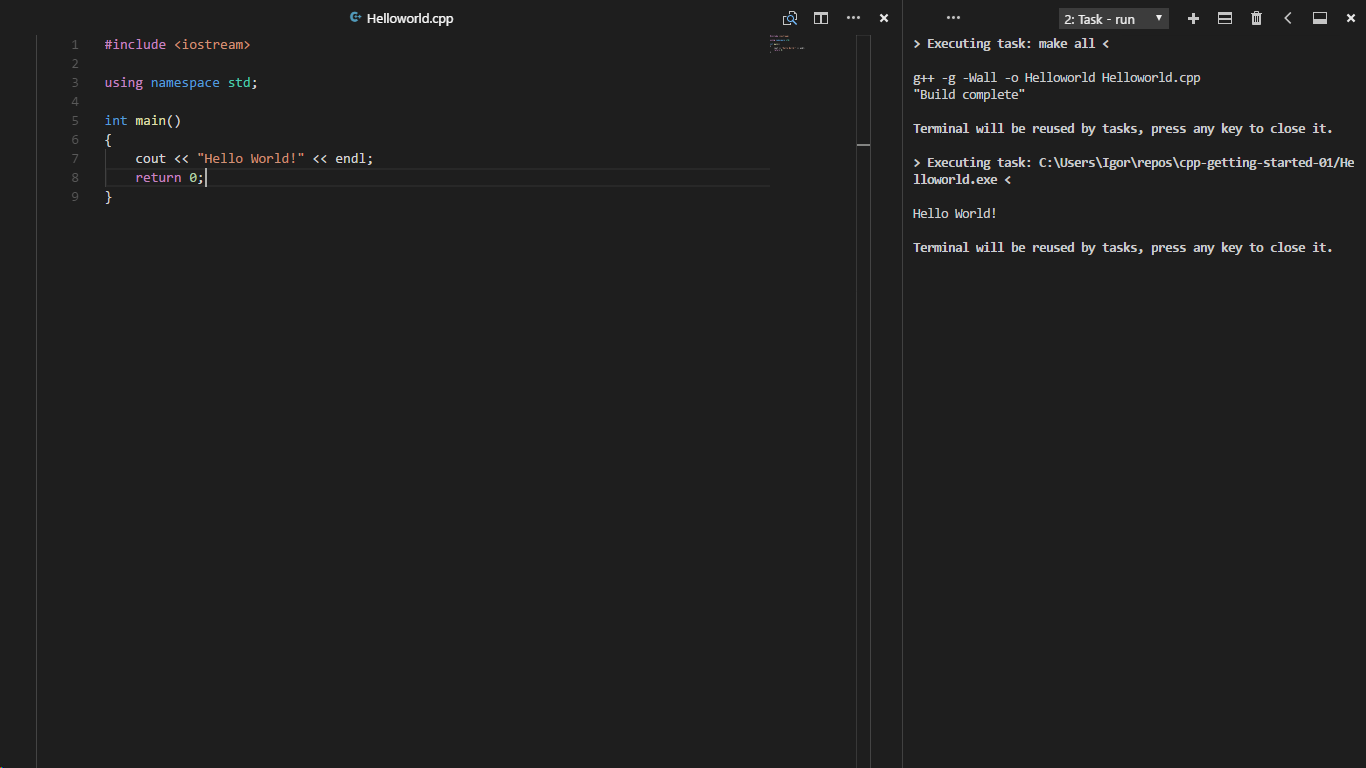 Helloworld.cpp
1 #include <iostream>
2
3 using namespace std;
4
5 int main()
6 {
7     cout << "Hello World!" << endl;
8     return 0;
9 }
2: Task - run
> Executing task: make all <
g++ -g -Wall -o Helloworld Helloworld.cpp
"Build complete"
Terminal will be reused by tasks, press any key to close it.
> Executing task: C:\Users\Igor\repos\cpp-getting-started-01/He
lloworld.exe <
Hello World!
Terminal will be reused by tasks, press any key to close it.